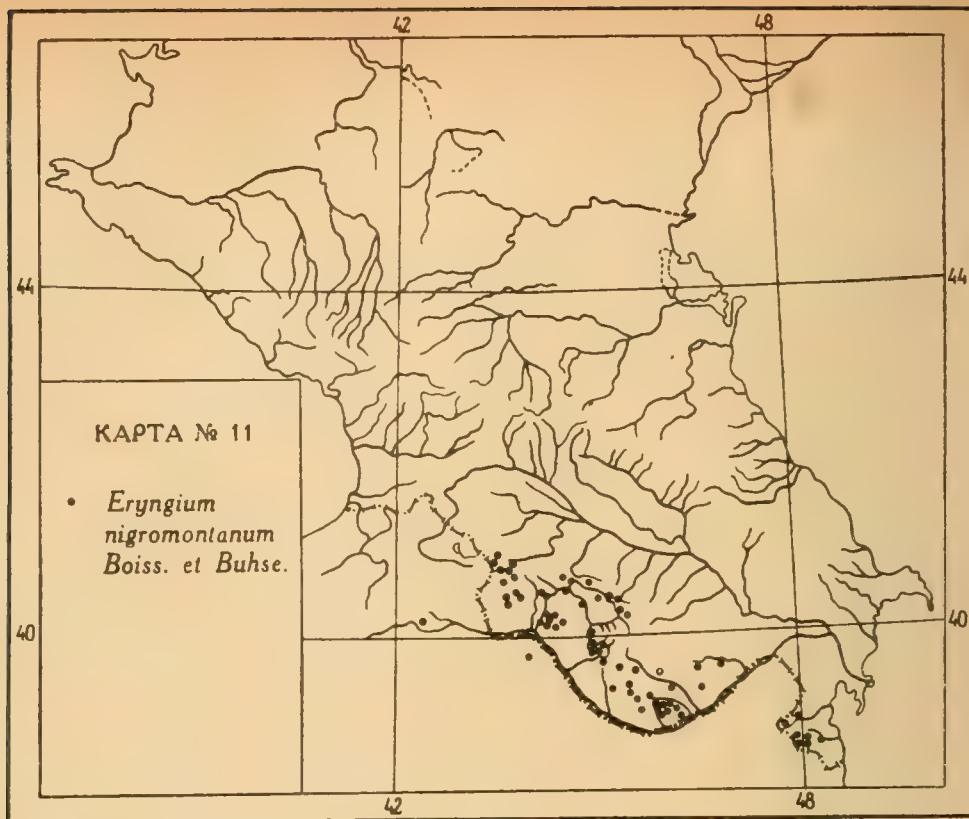 42
48
44
44
КАРТА № 11
Eryngium
nigromontanum
Boiss. et Buhse.
40
40
42
48